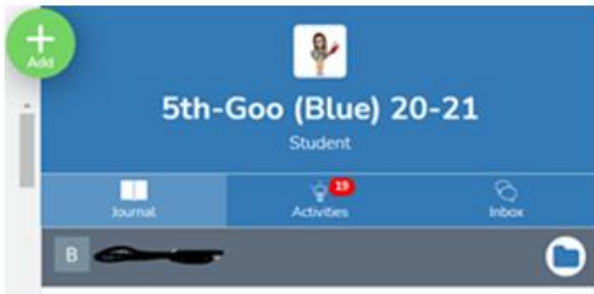 Add
5th-Goo (Blue) 20-21
Student
19
Journal
Activities
Inbox
B